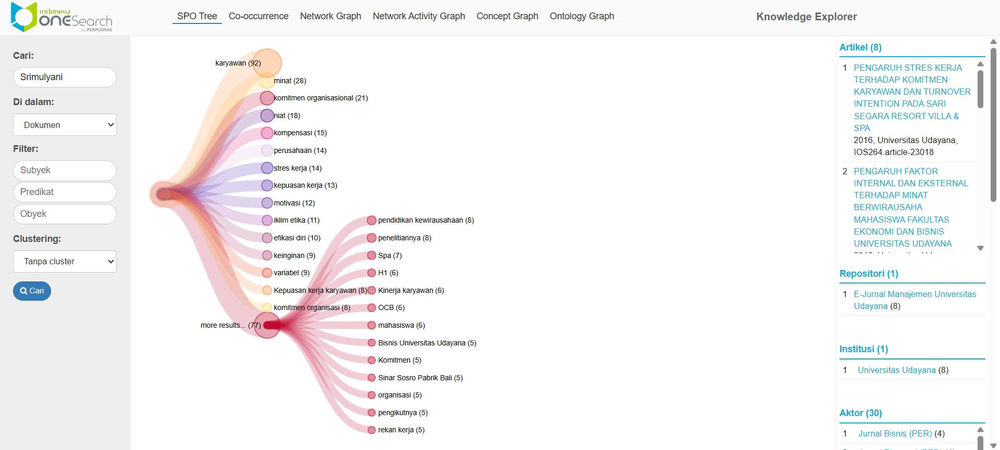 indonesia
ONESearch
by PERPUSNAS
SPO Tree
Co-occurrence
Network Graph
Network Activity Graph
Concept Graph
Ontology Graph
Knowledge Explorer
Cari:
Srimulyani
Di dalam:
Dokumen
Filter:
Subyek
Predikat
Obyek
Clustering:
Tanpa cluster
Cari
karyawan (92)
minat (28)
komitmen organisasional (21)
niat (18)
kompensasi (15)
perusahaan (14)
stres kerja (14)
kepuasan kerja (13)
motivasi (12)
iklim etika (11)
efikasi diri (10)
keinginan (9)
variabel (9)
Kepuasan kerja karyawan (8)
komitmen organisasi (8)
more results... (77)
pendidikan kewirausahaan (8)
penelitiannya (8)
Spa (7)
H1 (6)
Kinerja karyawan (6)
OCB (6)
mahasiswa (6)
Bisnis Universitas Udayana (5)
Komitmen (5)
Sinar Sosro Pabrik Bali (5)
organisasi (5)
pengikutnya (5)
rekan kerja (5)
Artikel (8)
1 PENGARUH STRES KERJA
TERHADAP KOMITMEN
KARYAWAN DAN TURNOVER
INTENTION PADA SARI
SEGARA RESORT VILLA &
SPA
2016, Universitas Udayana,
IOS264.article-23018
2 PENGARUH FAKTOR
INTERNAL DAN EKSTERNAL
TERHADAP MINAT
BERWIRAUSAHA
MAHASISWA FAKULTAS
EKONOMI DAN BISNIS
UNIVERSITAS UDAYANA
Repositori (1)
1 E-Jurnal Manajemen Universitas
Udayana (8)
Institusi (1)
1 Universitas Udayana (8)
Aktor (30)
1 Jurnal Bisnis (PER) (4)